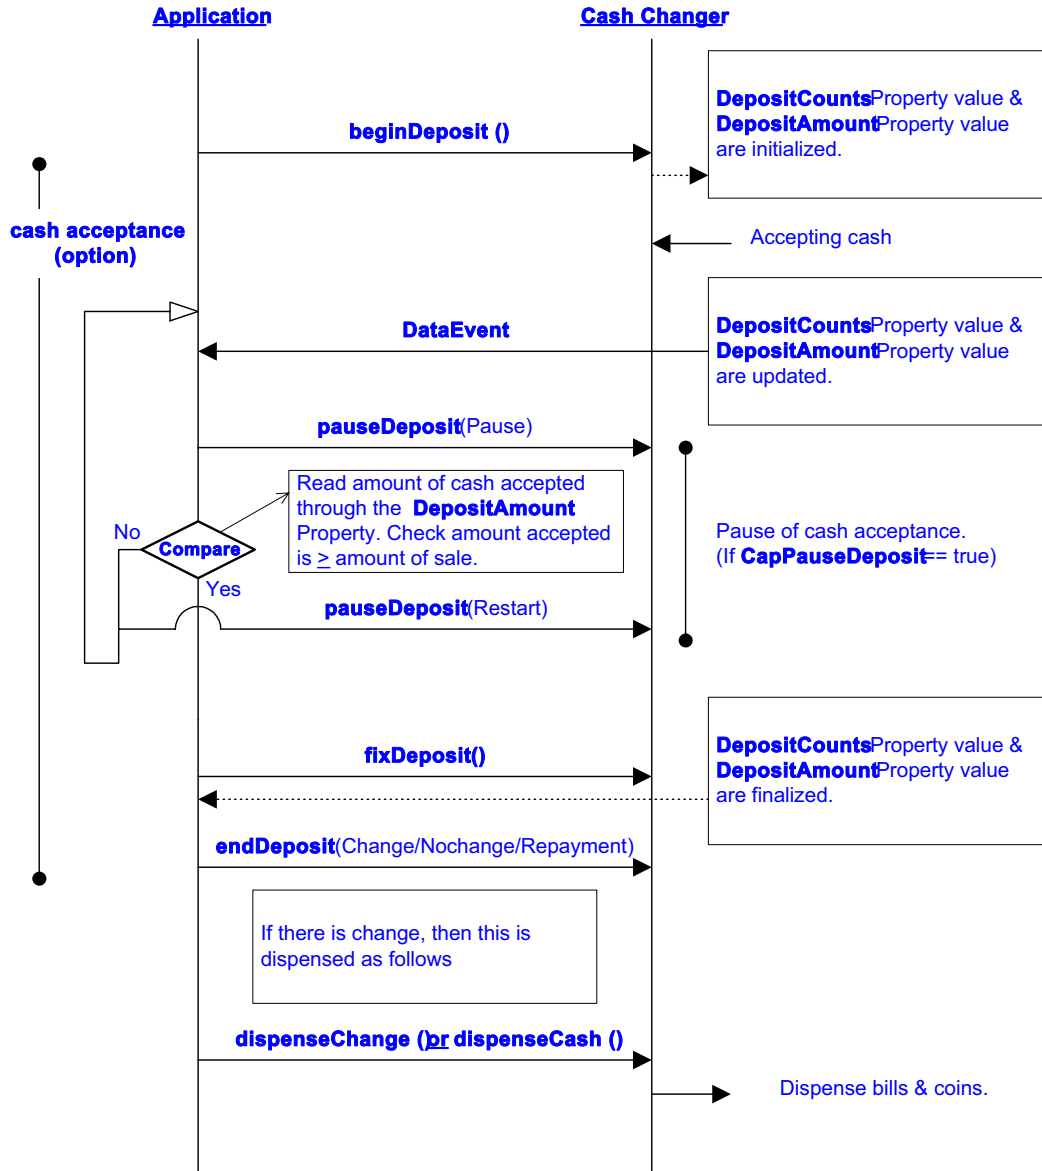 Application
Cash Changer
DepositCounts Property value &
DepositAmount Property value
are initialized.
beginDeposit ()
cash acceptance
(option)
Accepting cash
DataEvent
DepositCounts Property value &
DepositAmount Property value
are updated.
pauseDeposit(Pause)
Read amount of cash accepted
through the DepositAmount
Property. Check amount accepted
is > amount of sale.
No
Compare
Yes
Pause of cash acceptance.
(If CapPauseDeposit== true)
pauseDeposit(Restart)
fixDeposit()
DepositCounts Property value &
DepositAmount Property value
are finalized.
endDeposit(Change/Nochange/Repayment)
If there is change, then this is
dispensed as follows
dispenseChange () or dispenseCash ()
Dispense bills & coins.